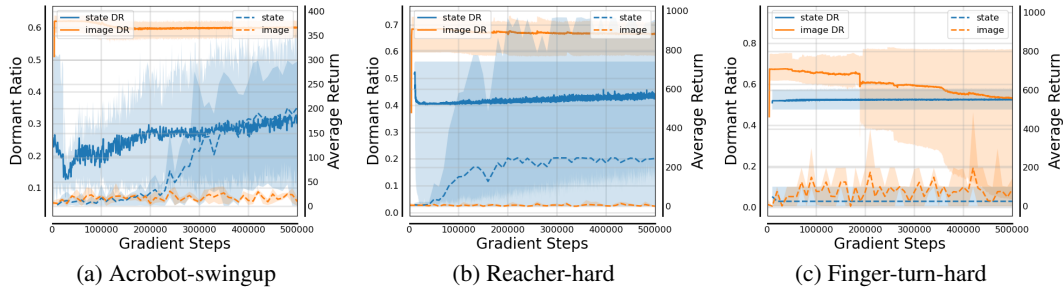 state DR
image DR
state
image
Dormant Ratio
0.6
0.5
0.4
0.3
0.2
0.1
400
350
300
250
200
150
100
50
0
Average Return
0
100000
200000
300000
400000
500000
Gradient Steps
(a) Acrobot-swingup
state DR
image DR
state
image
Dormant Ratio
0.7
0.6
0.5
0.4
0.3
0.2
0.1
0.0
1000
800
600
400
200
0
Average Return
0
100000
200000
300000
400000
500000
Gradient Steps
(b) Reacher-hard
state DR
image DR
state
image
Dormant Ratio
0.8
0.6
0.4
0.2
0.0
1000
800
600
400
200
0
Average Return
0
100000
200000
300000
400000
500000
Gradient Steps
(c) Finger-turn-hard